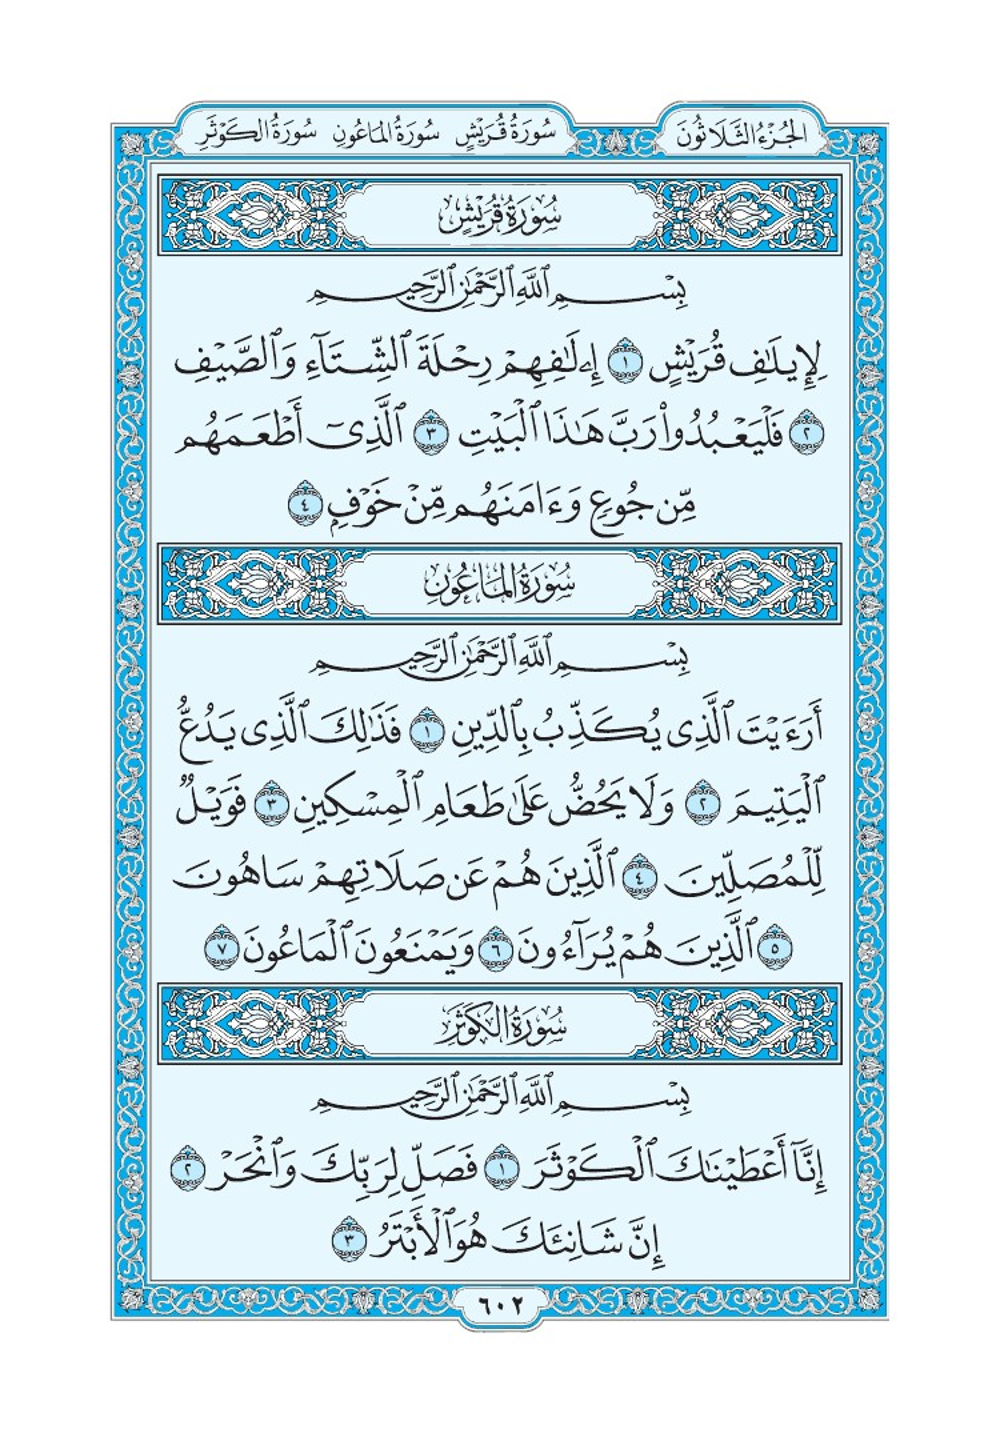 الجُزْءُ الثَّلَاثُونَ
سُورَةُ قُرَيْشٍ سُورَةُ المَاعُونِ سُورَةُ الكَوْثَرِ
سُورَةُ قُرَيْشٍ
بِسْمِ ٱللَّهِ ٱلرَّحْمَٰنِ ٱلرَّحِيمِ
لِإِيلَٰفِ قُرَيْشٍ ١ إِۦلَٰفِهِمْ رِحْلَةَ ٱلشِّتَآءِ وَٱلصَّيْفِ
٢ فَلْيَعْبُدُوا۟ رَبَّ هَٰذَا ٱلْبَيْتِ ٣ ٱلَّذِىٓ أَطْعَمَهُم
مِّن جُوعٍ وَءَامَنَهُم مِّنْ خَوْفٍ ٤
سُورَةُ المَاعُونِ
بِسْمِ ٱللَّهِ ٱلرَّحْمَٰنِ ٱلرَّحِيمِ
أَرَءَيْتَ ٱلَّذِى يُكَذِّبُ بِٱلدِّينِ ١ فَذَٰلِكَ ٱلَّذِى يَدُعُّ
ٱلْيَتِيمَ ٢ وَلَا يَحُضُّ عَلَىٰ طَعَامِ ٱلْمِسْكِينِ ٣ فَوَيْلٌ
لِّلْمُصَلِّينَ ٤ ٱلَّذِينَ هُمْ عَن صَلَاتِهِمْ سَاهُونَ
٥ ٱلَّذِينَ هُمْ يُرَآءُونَ ٦ وَيَمْنَعُونَ ٱلْمَاعُونَ ٧
سُورَةُ الكَوْثَرِ
بِسْمِ ٱللَّهِ ٱلرَّحْمَٰنِ ٱلرَّحِيمِ
إِنَّآ أَعْطَيْنَٰكَ ٱلْكَوْثَرَ ١ فَصَلِّ لِرَبِّكَ وَٱنْحَرْ ٢
إِنَّ شَانِئَكَ هُوَ ٱلْأَبْتَرُ ٣
٦٠٢